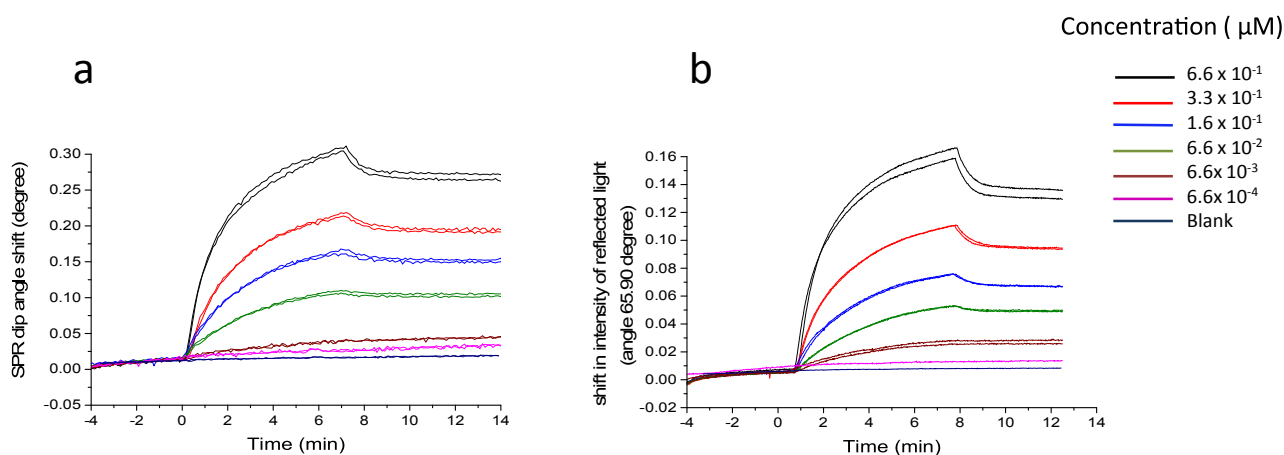 Concentration ( µM)
a
b
6.6 x 10⁻¹
3.3 x 10⁻¹
1.6 x 10⁻¹
6.6 x 10⁻²
6.6x 10⁻³
6.6x 10⁻⁴
Blank
SPR dip angle shift (degree)
0.30
0.25
0.20
0.15
0.10
0.05
0.00
-0.05
-4 -2 0 2 4 6 8 10 12 14
Time (min)
shift in intensity of reflected light
(angle 65.90 degree)
0.16
0.14
0.12
0.10
0.08
0.06
0.04
0.02
0.00
-0.02
-4 -2 0 2 4 6 8 10 12 14
Time (min)